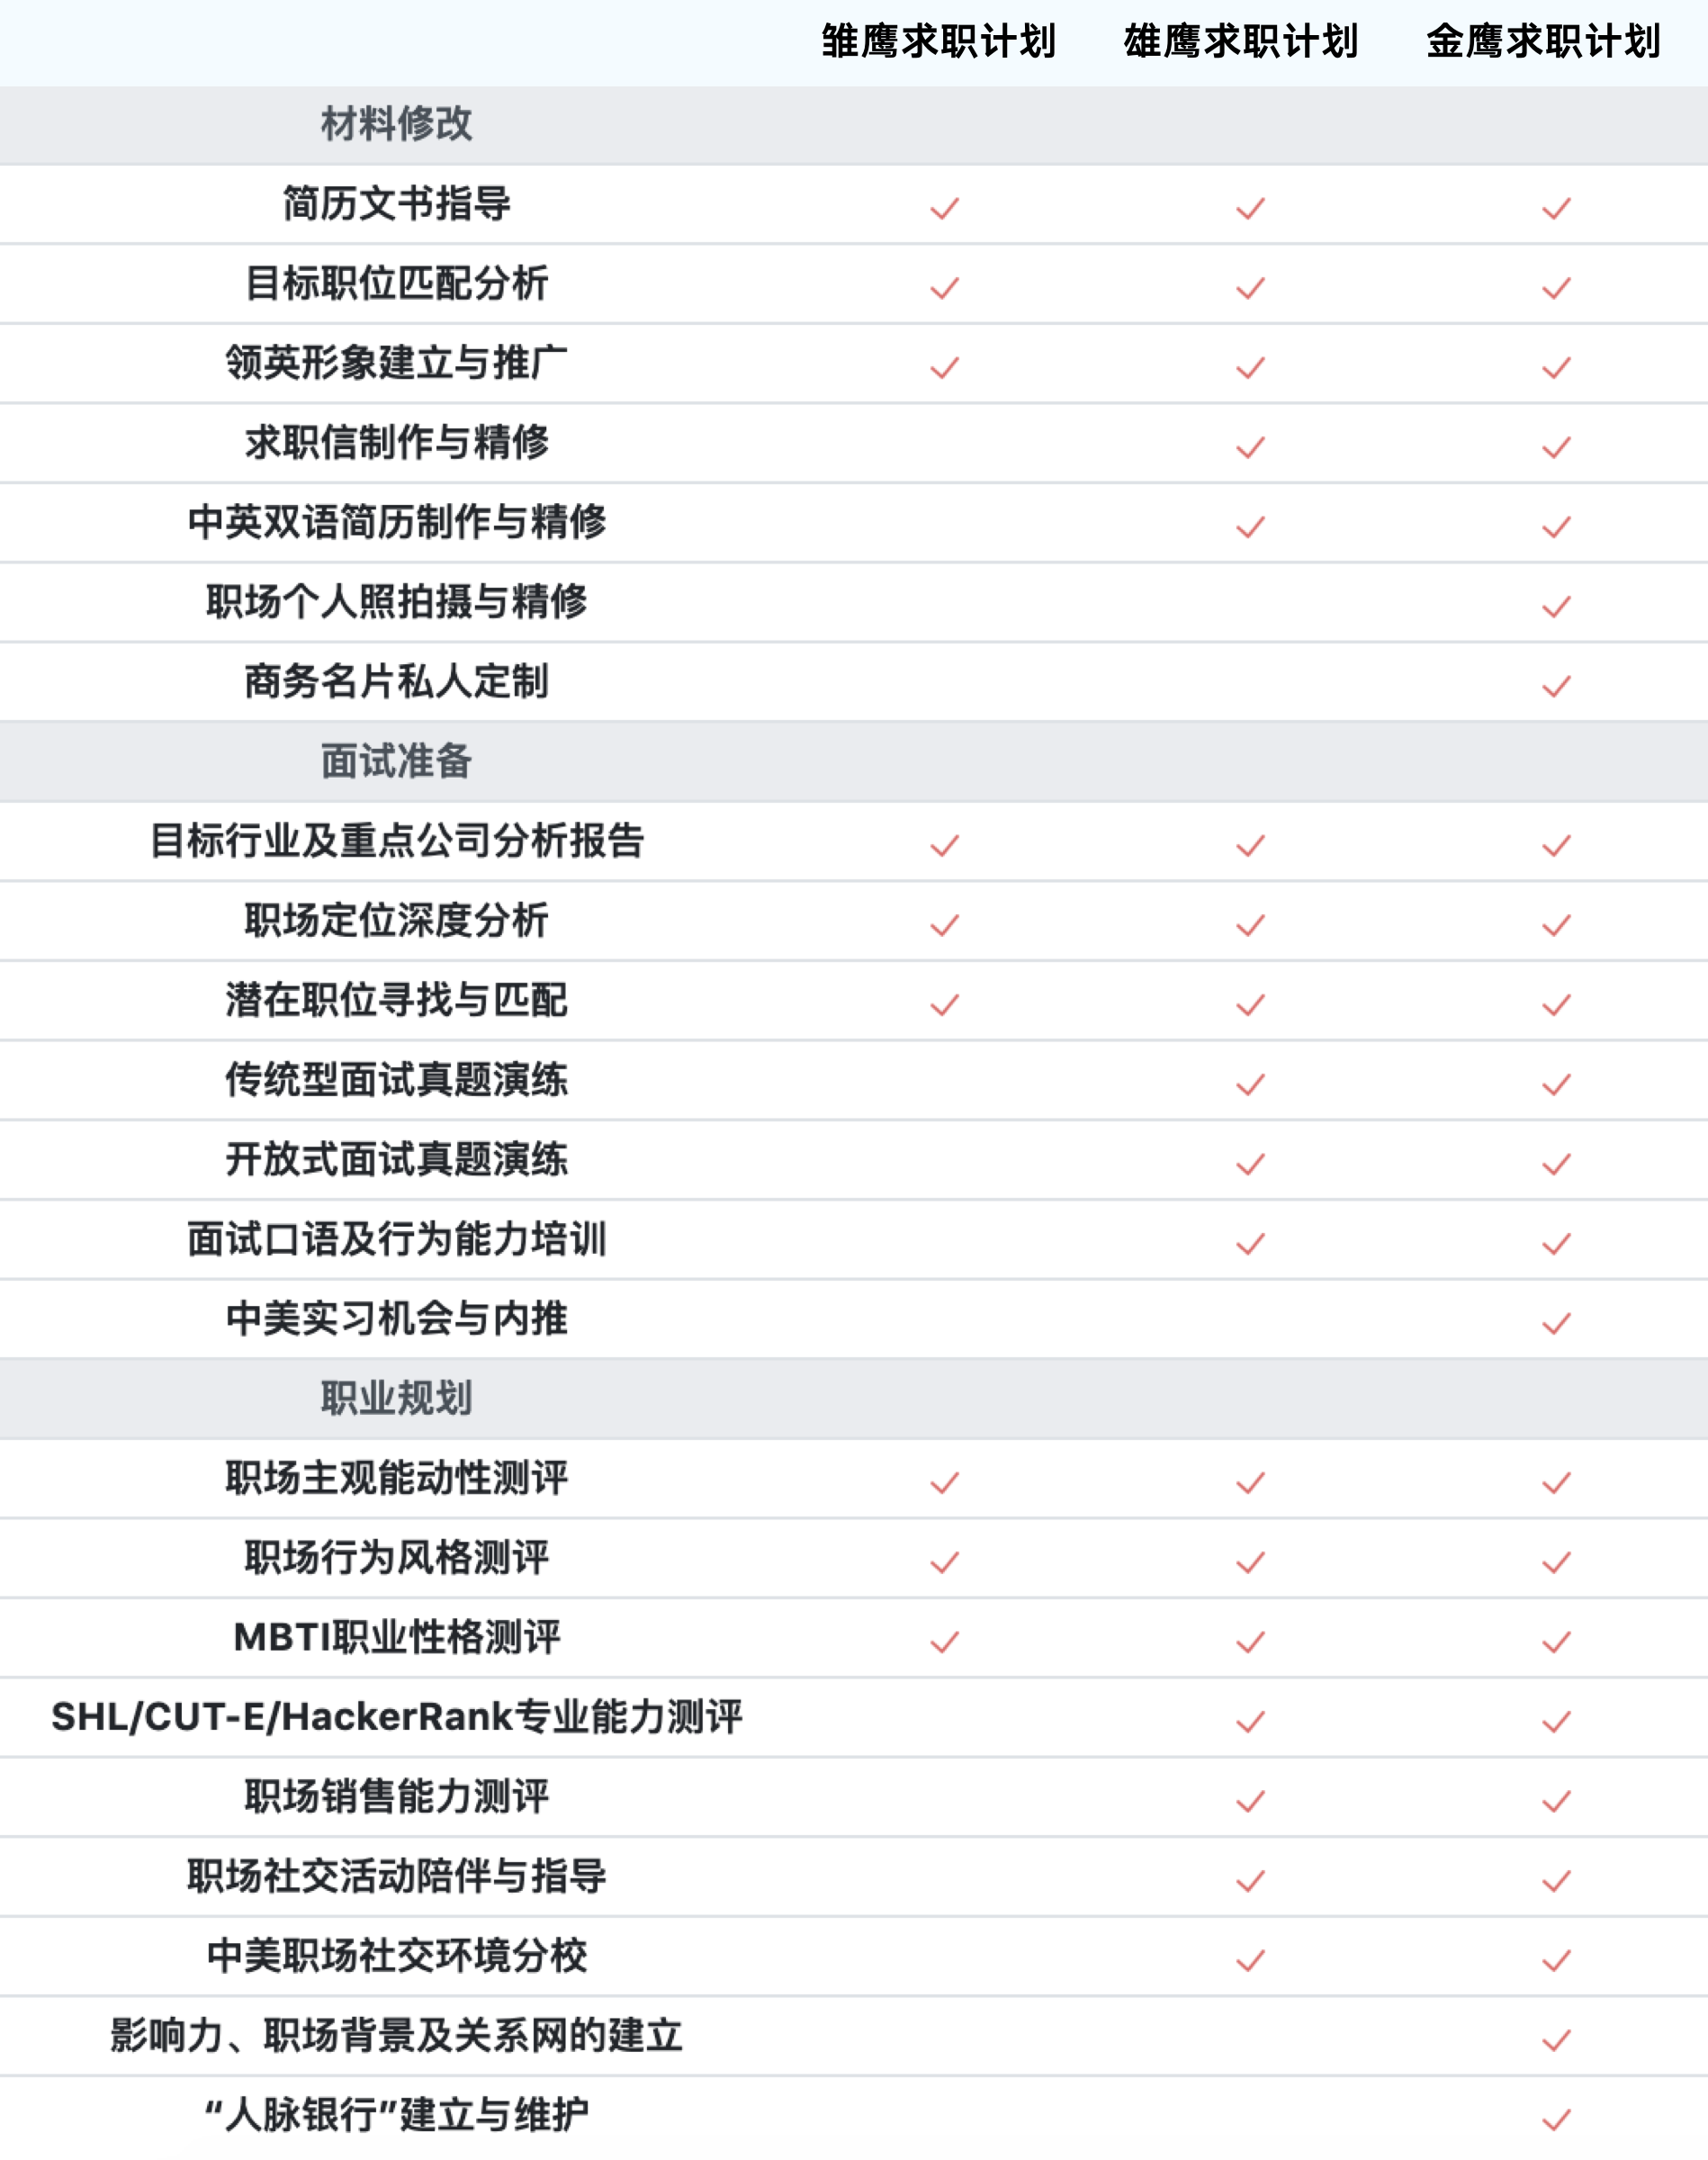 雏鹰求职计划 雄鹰求职计划 金鹰求职计划
材料修改
简历文书指导
目标职位匹配分析
领英形象建立与推广
求职信制作与精修
中英双语简历制作与精修
职场个人照拍摄与精修
商务名片私人定制
面试准备
目标行业及重点公司分析报告
职场定位深度分析
潜在职位寻找与匹配
传统型面试真题演练
开放式面试真题演练
面试口语及行为能力培训
中美实习机会与内推
职业规划
职场主观能动性测评
职场行为风格测评
MBTI职业性格测评
SHL/CUT-E/HackerRank专业能力测评
职场销售能力测评
职场社交活动陪伴与指导
中美职场社交环境分校
影响力、职场背景及关系网的建立
“人脉银行”建立与维护